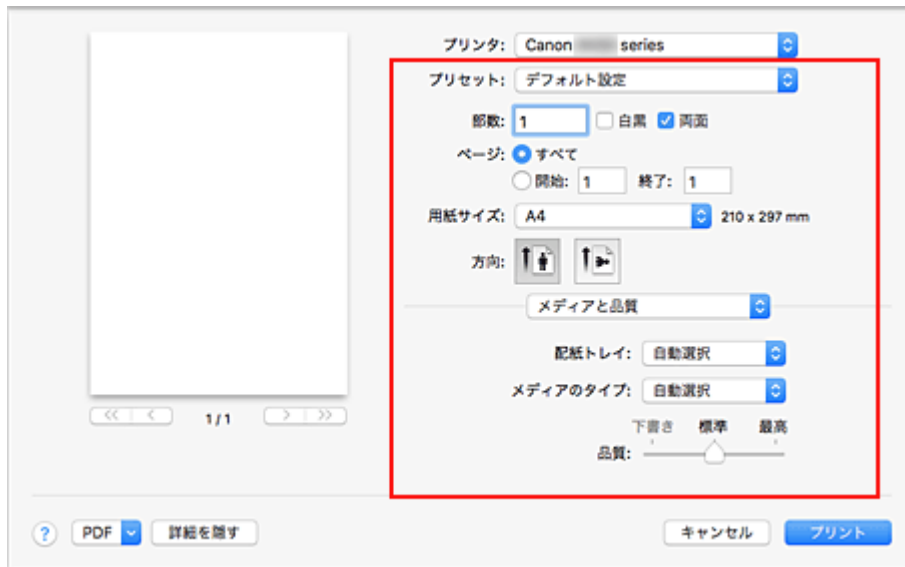 プリンタ: Canon series
プリセット: デフォルト設定
部数: 1 白黒 両面
ページ: すべて
開始: 1 終了: 1
用紙サイズ: A4 210 x 297 mm
方向:
メディアと品質
配紙トレイ: 自動選択
メディアのタイプ: 自動選択
下書き 標準 最高
品質:
1 / 1
? PDF 詳細を隠す キャンセル プリント